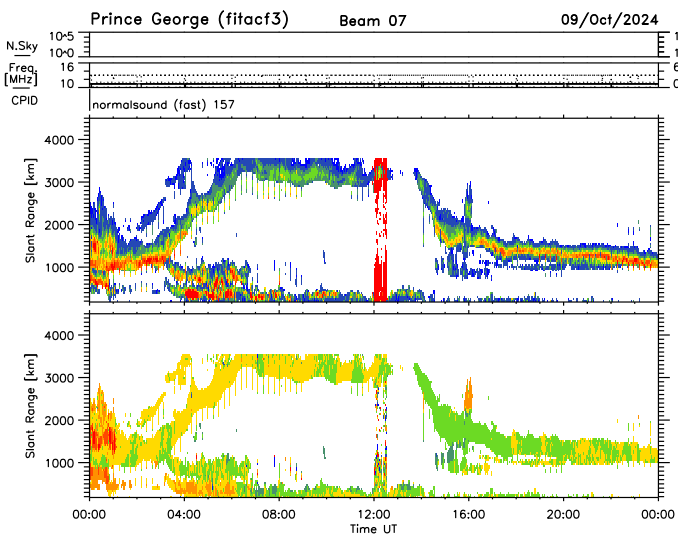 Prince George (fitacf3) Beam 07 09/Oct/2024
10^5
N.Sky
10^0
16 6
Freq.
[MHz]
10 0
CPID normalsound (fast) 157
4000
3000
Slant Range [km]
2000
1000
4000
3000
Slant Range [km]
2000
1000
00:00 04:00 08:00 12:00 16:00 20:00 00:00
Time UT